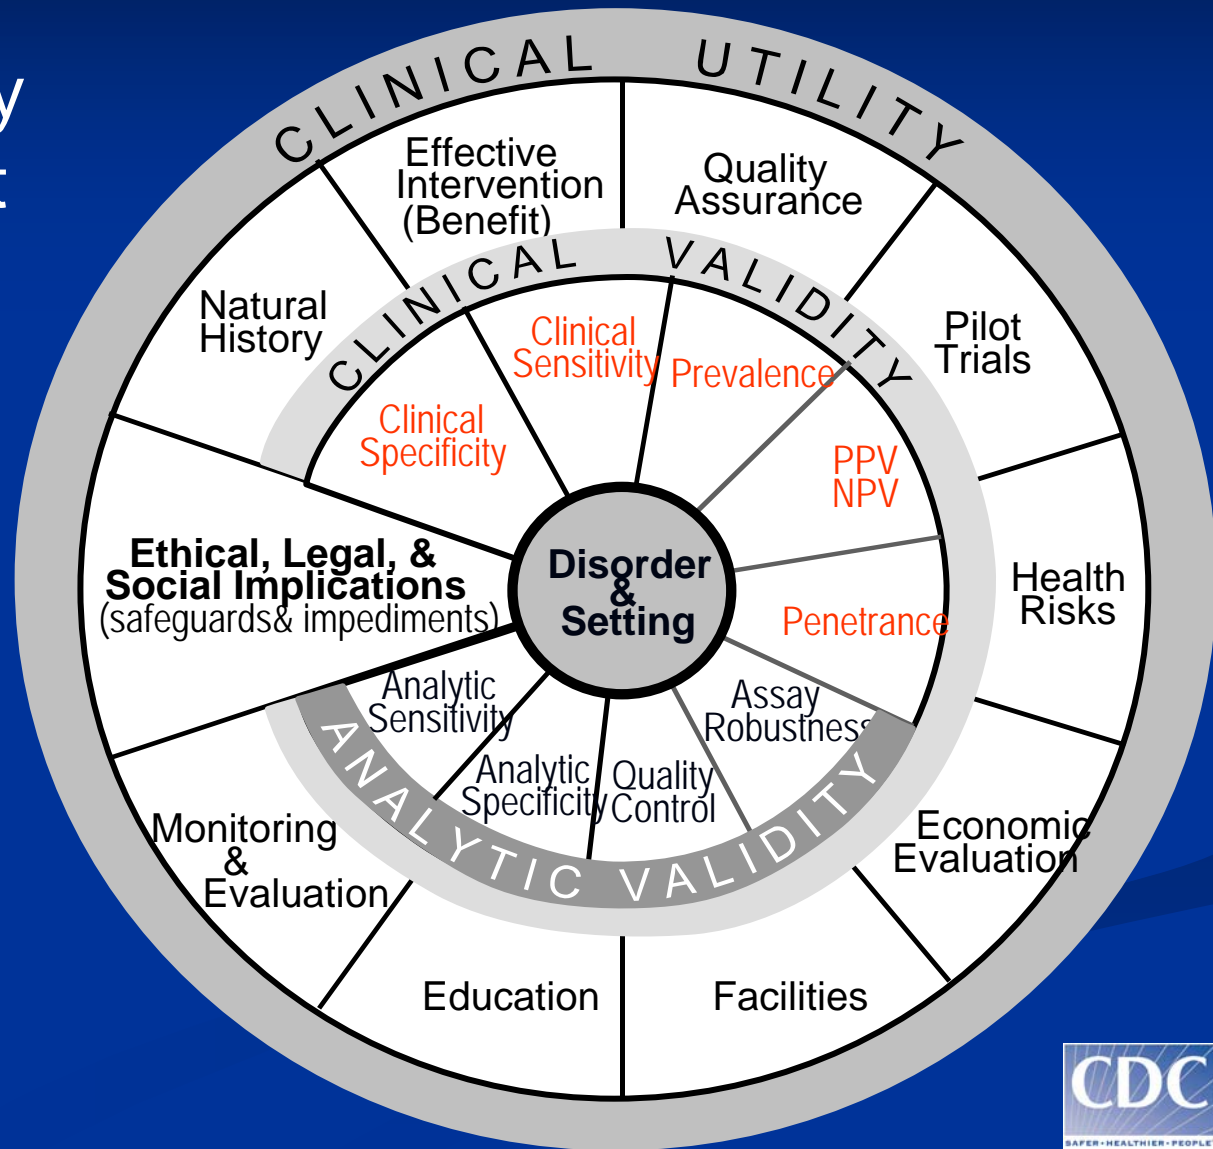 y
t
CLINICAL UTILITY
Effective
Intervention
(Benefit)
Quality
Assurance
Natural
History
Pilot
Trials
CLINICAL VALIDITY
Clinical
Sensitivity
Prevalence
Clinical
Specificity
PPV
NPV
Ethical, Legal, &
Social Implications
(safeguards& impediments)
Disorder
&
Setting
Health
Risks
Penetrance
Analytic
Sensitivity
Assay
Robustness
Analytic
Specificity
Quality
Control
ANALYTIC VALIDITY
Monitoring
&
Evaluation
Economic
Evaluation
Education
Facilities
CDC
SAFER•HEALTHIER•PEOPLE